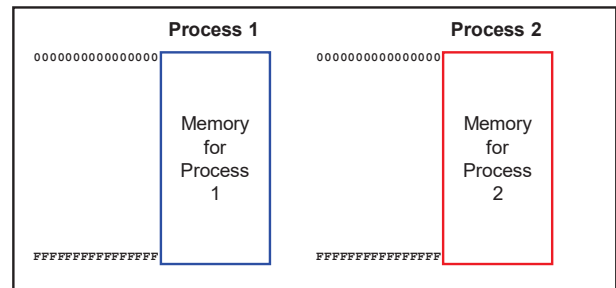 Process 1
0000000000000000
Memory
for
Process
1
FFFFFFFFFFFFFFFF
Process 2
0000000000000000
Memory
for
Process
2
FFFFFFFFFFFFFFFF